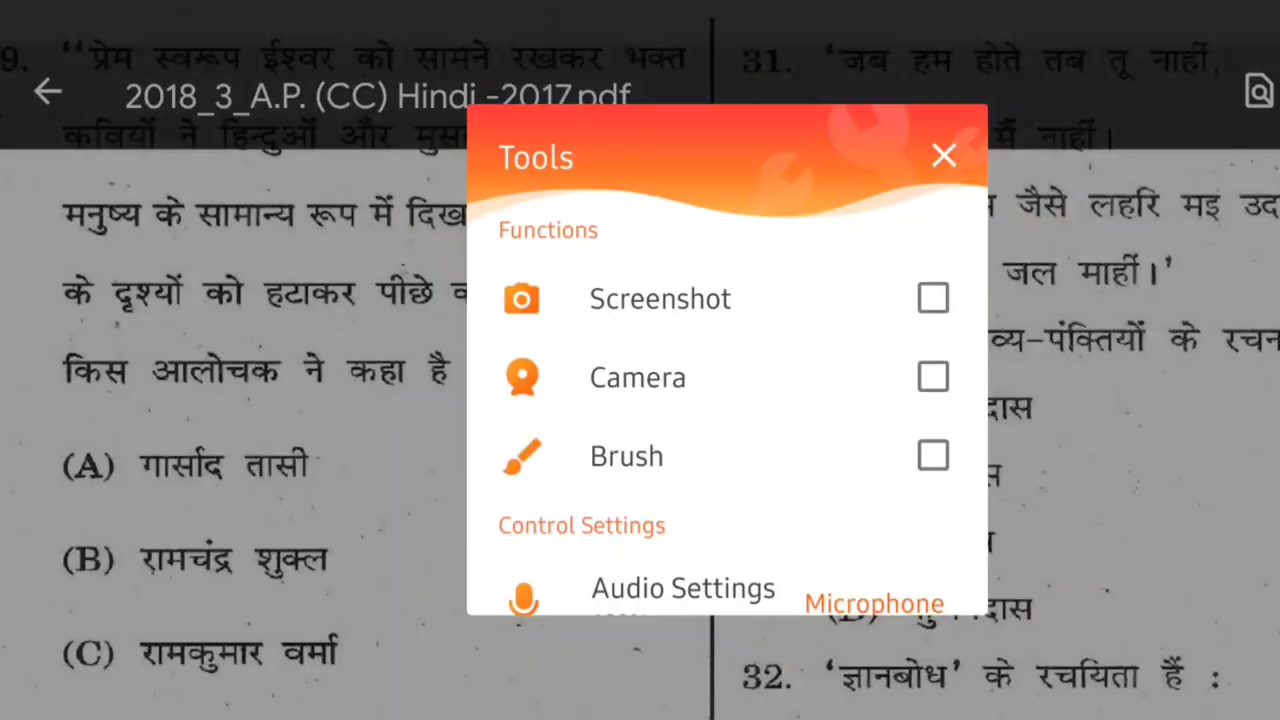 9. ‘‘प्रेम स्वरूप ईश्वर को सामने रखकर भक्त
2018_3_A.P. (CC) Hindi -2017.pdf
कवियों ने हिन्दुओं और
मनुष्य के सामान्य रूप में
के दृश्यों को हटाकर पीछे
किस आलोचक ने कहा है
(A) गार्साद तासी
(B) रामचंद्र शुक्ल
(C) रामकुमार वर्मा
Tools
Functions
Screenshot
Camera
Brush
Control Settings
Audio Settings
Microphone
31. ‘जब हम होते तब तू नाहीं,
मैं नाहीं।
जैसे लहरि मइ
जल माहीं।’
के
32. ‘ज्ञानबोध’ के रचयिता हैं :